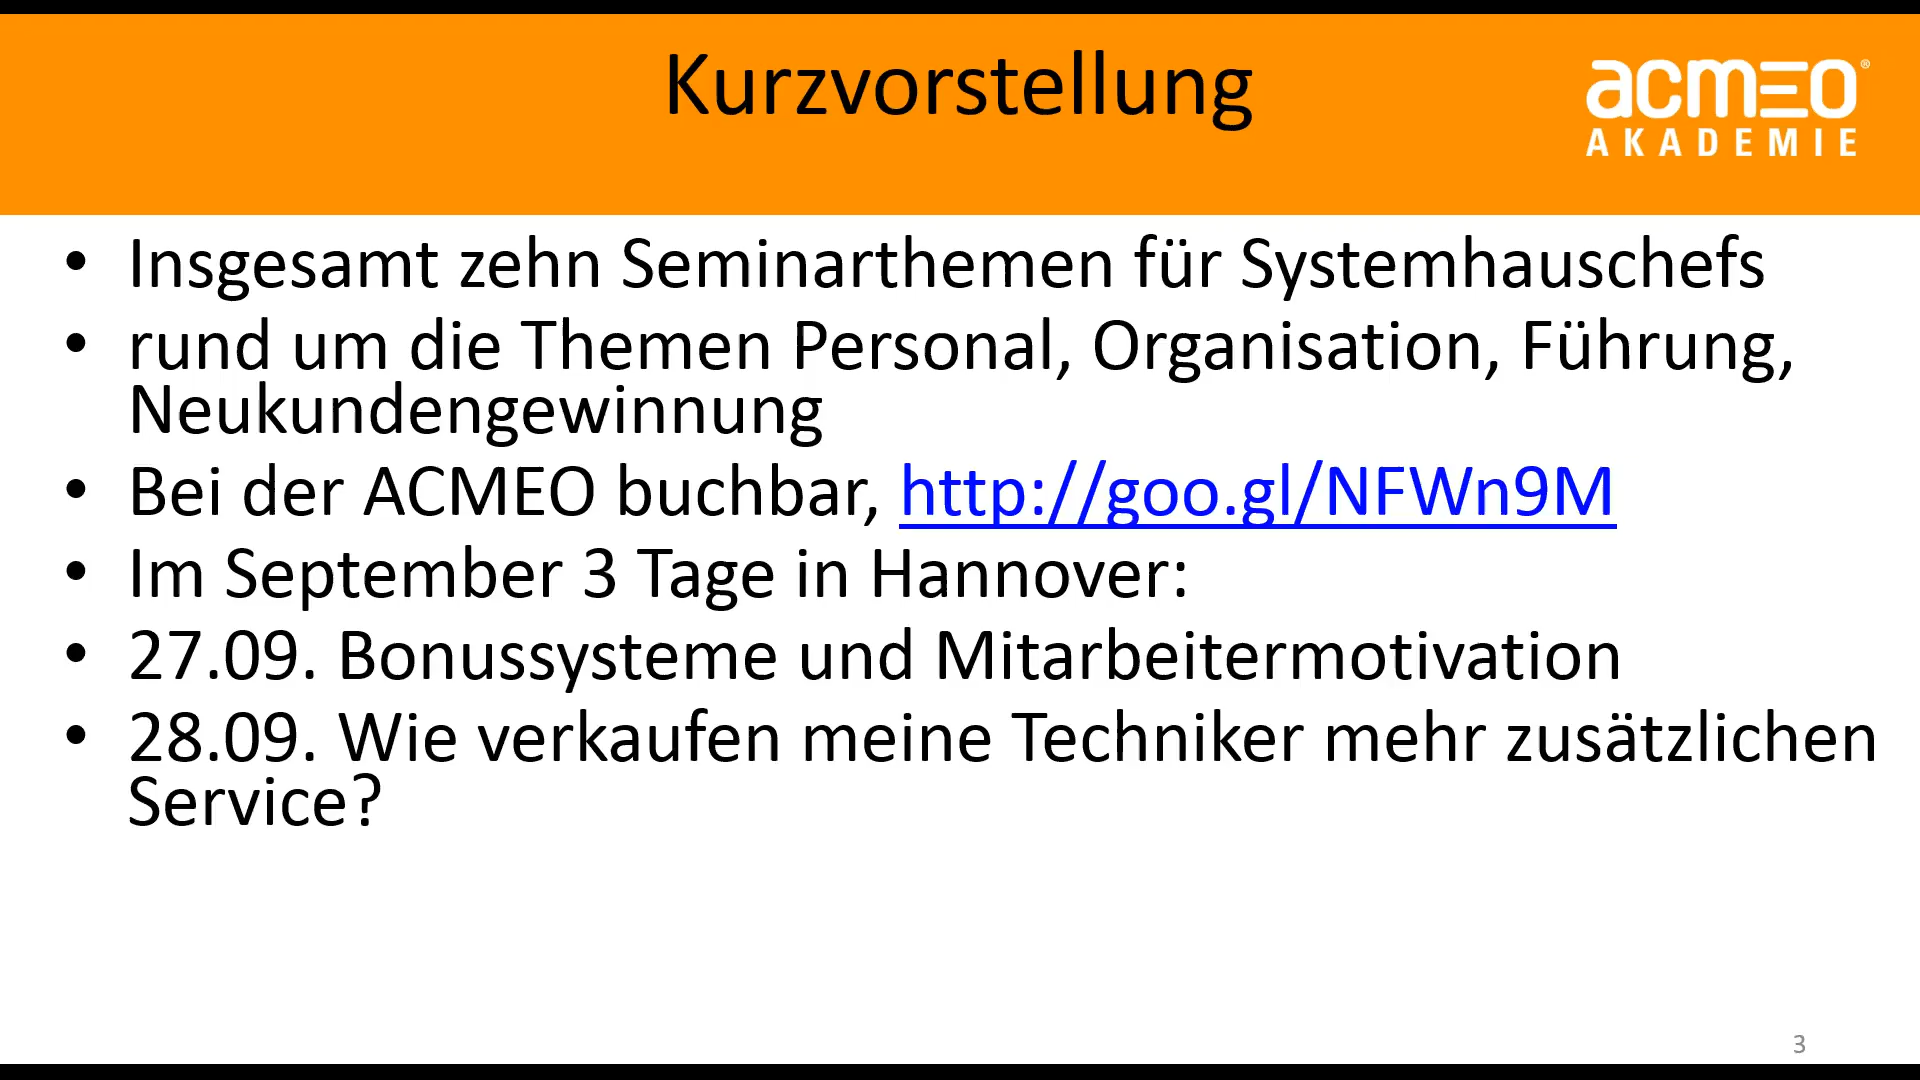 Kurzvorstellung
acmeo®
AKADEMIE
• Insgesamt zehn Seminarthemen für Systemhauschefs
• rund um die Themen Personal, Organisation, Führung,
Neukundengewinnung
• Bei der ACMEO buchbar, http://goo.gl/NFWn9M
• Im September 3 Tage in Hannover:
• 27.09. Bonussysteme und Mitarbeitermotivation
• 28.09. Wie verkaufen meine Techniker mehr zusätzlichen
Service?
3